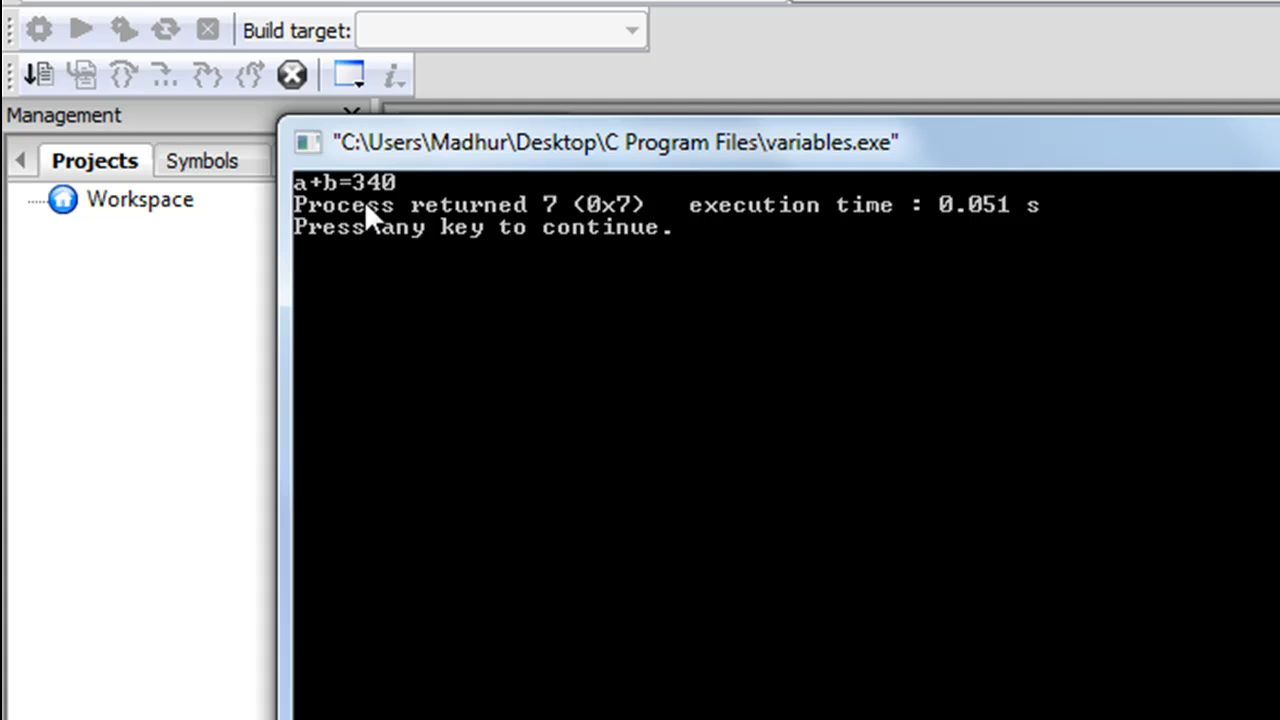 Build target:
Management
Projects Symbols
Workspace
"C:\Users\Madhur\Desktop\C Program Files\variables.exe"
a+b=340
Process returned 7 (0x7)   execution time : 0.051 s
Press any key to continue.